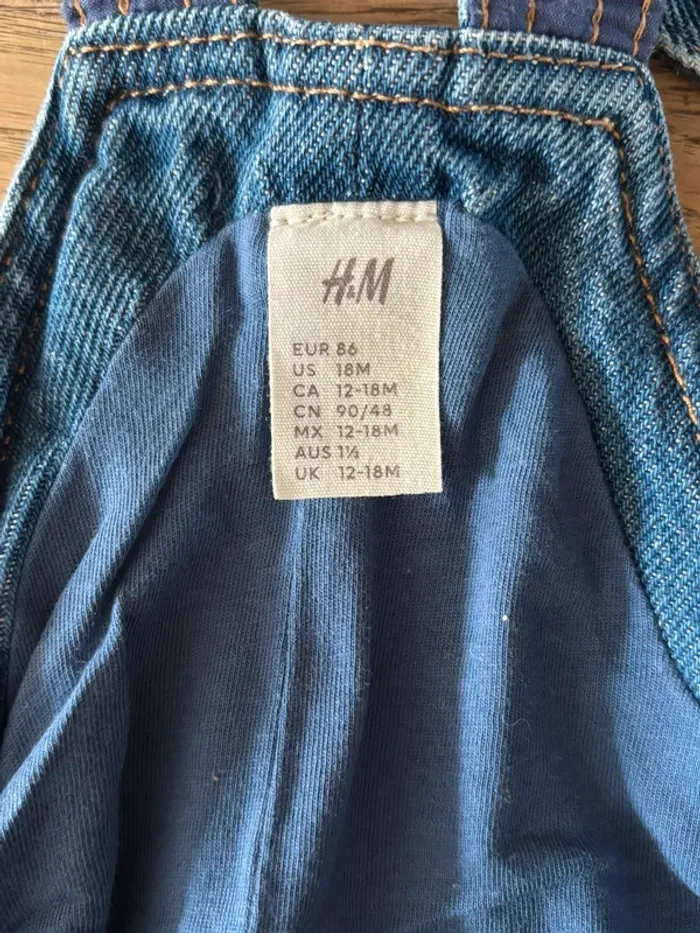 H&M
EUR 86
US 18M
CA 12-18M
CN 90/48
MX 12-18M
AUS 1½
UK 12-18M